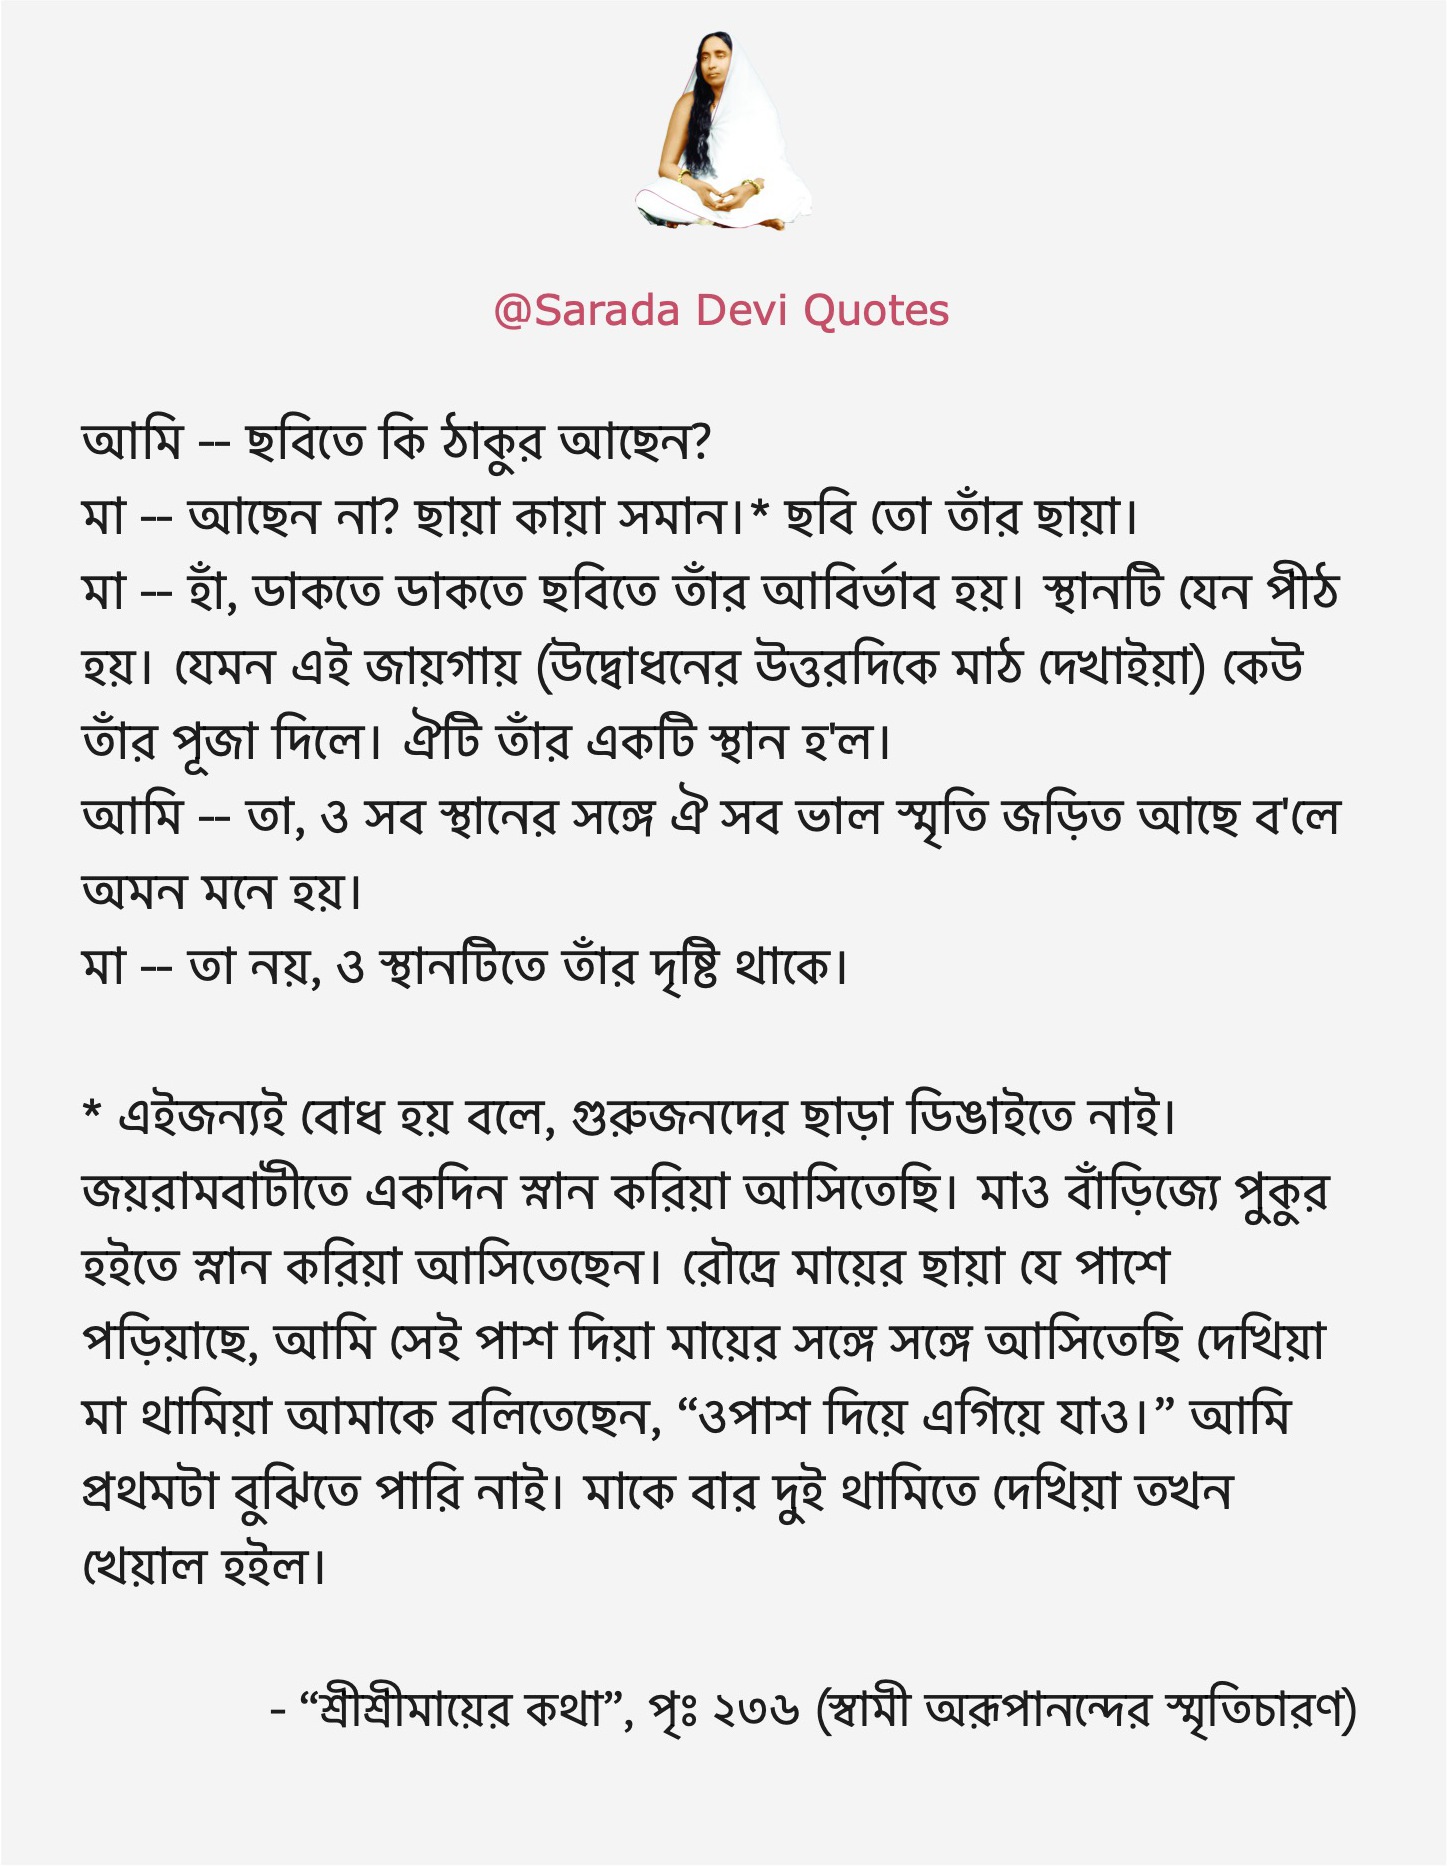 @Sarada Devi Quotes
আমি -- ছবিতে কি ঠাকুর আছেন?
মা -- আছেন না? ছায়া কায়া সমান।* ছবি তো তাঁর ছায়া।
মা -- হাঁ, ডাকতে ডাকতে ছবিতে তাঁর আবির্ভাব হয়। স্থানটি যেন পীঠ
হয়। যেমন এই জায়গায় (উদ্বোধনের উত্তরদিকে মাঠ দেখাইয়া) কেউ
তাঁর পূজা দিলে। ঐটি তাঁর একটি স্থান হ'ল।
আমি -- তা, ও সব স্থানের সঙ্গে ঐ সব ভাল স্মৃতি জড়িত আছে ব'লে
অমন মনে হয়।
মা -- তা নয়, ও স্থানটিতে তাঁর দৃষ্টি থাকে।
* এইজন্যই বোধ হয় বলে, গুরুজনদের ছাড়া ডিঙাইতে নাই।
জয়রামবাটীতে একদিন স্নান করিয়া আসিতেছি। মাও বাঁড়িজ্যে পুকুর
হইতে স্নান করিয়া আসিতেছেন। রৌদ্রে মায়ের ছায়া যে পাশে
পড়িয়াছে, আমি সেই পাশ দিয়া মায়ের সঙ্গে সঙ্গে আসিতেছি দেখিয়া
মা থামিয়া আমাকে বলিতেছেন, “ওপাশ দিয়ে এগিয়ে যাও।” আমি
প্রথমটা বুঝিতে পারি নাই। মাকে বার দুই থামিতে দেখিয়া তখন
খেয়াল হইল।
- “শ্রীশ্রীমায়ের কথা”, পৃঃ ২৩৬ (স্বামী অরূপানন্দের স্মৃতিচারণ)